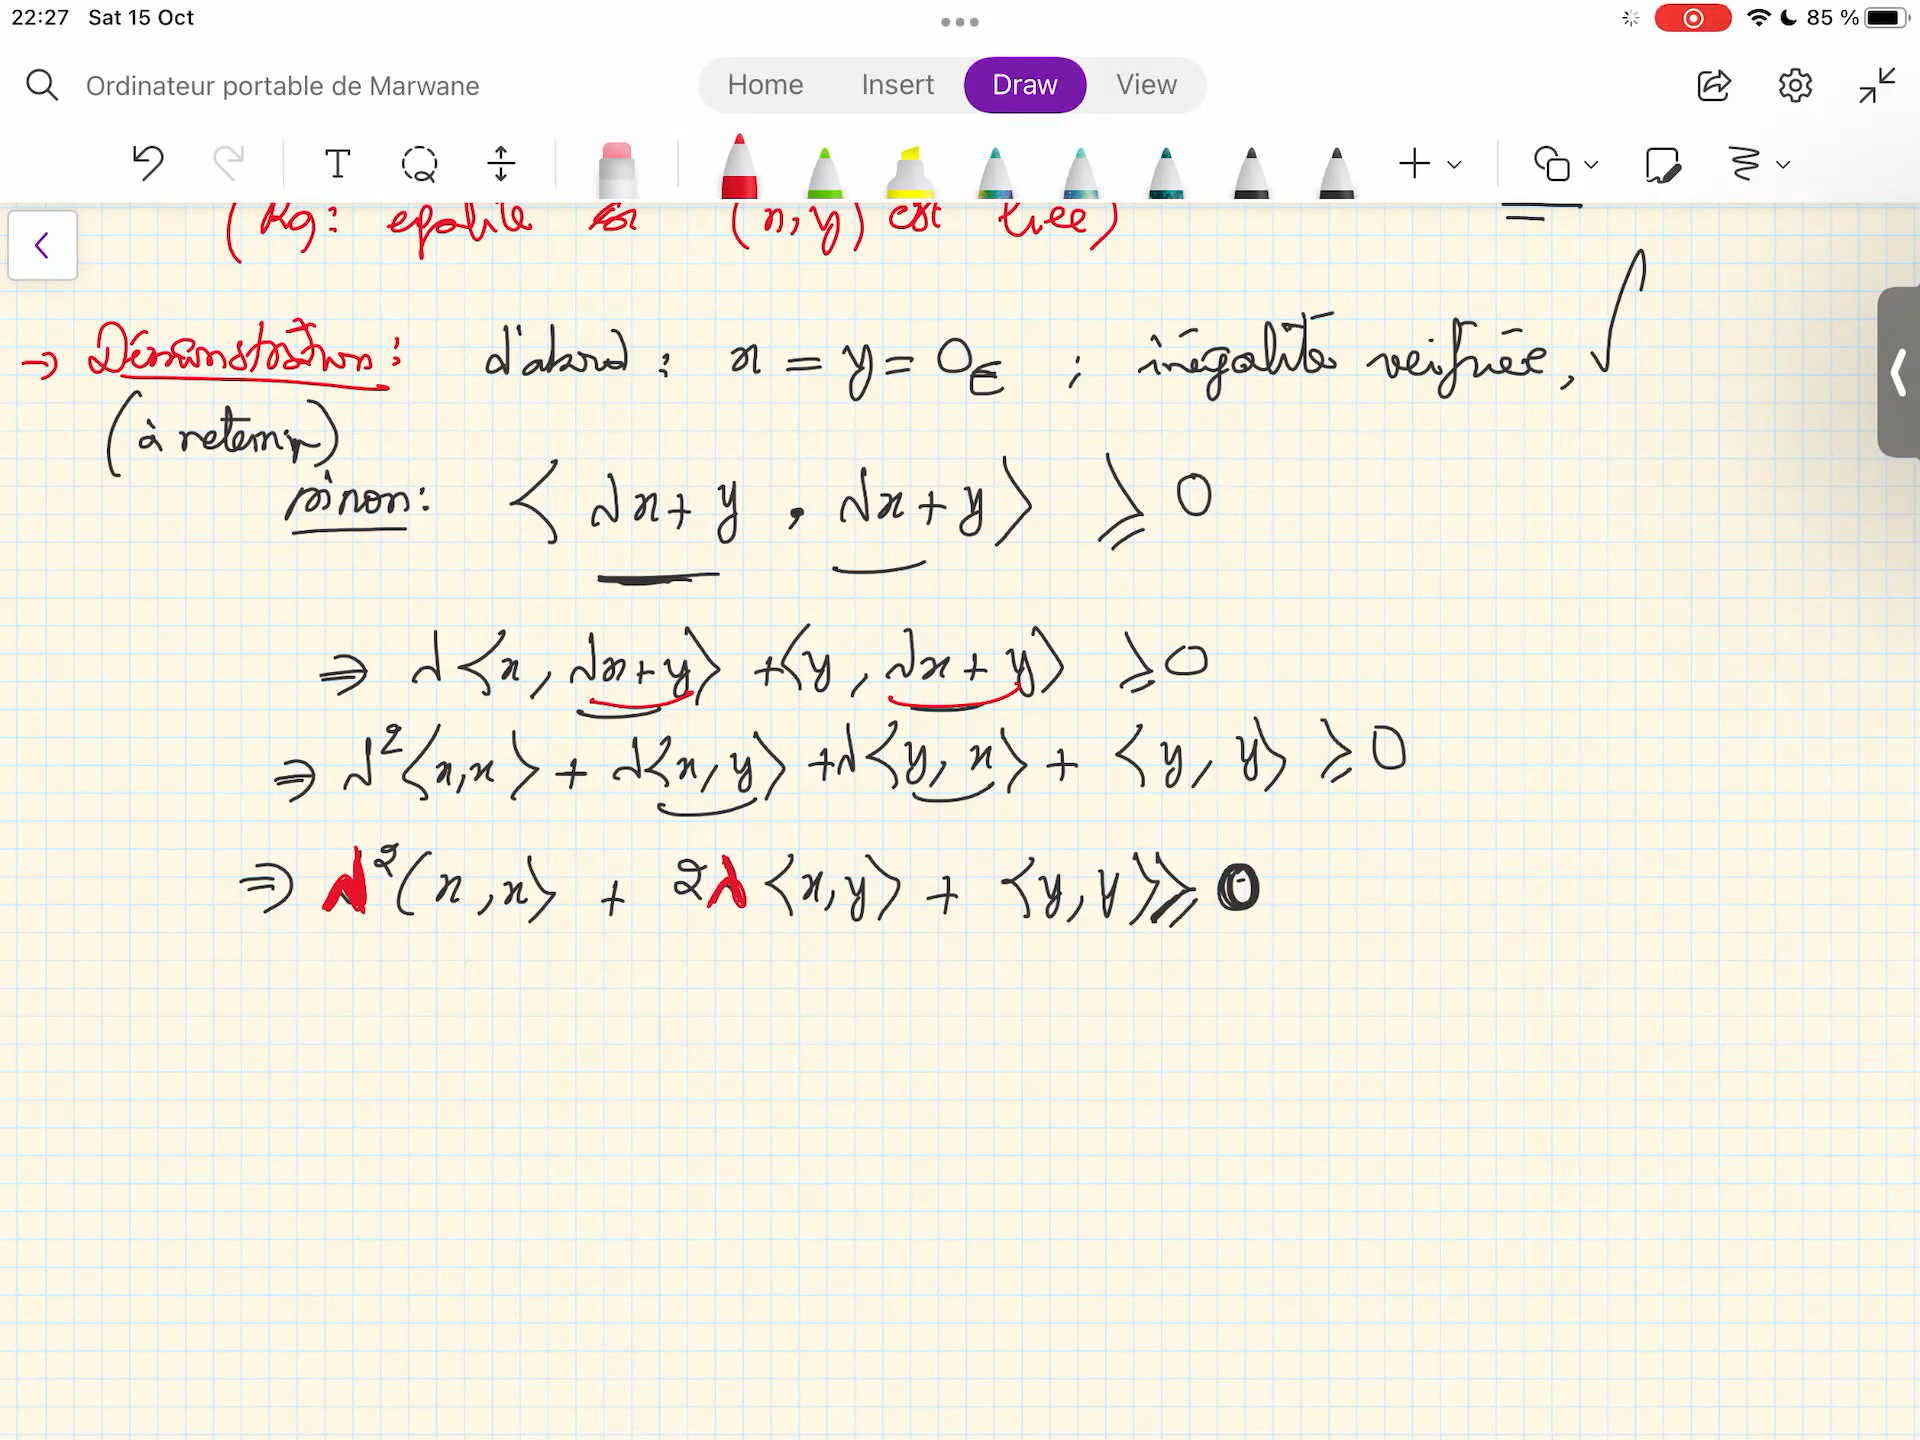 22:27 Sat 15 Oct 85 %
Ordinateur portable de Marwane
Home Insert Draw View
T
(Rq: égalité ssi (x, y) est liée)
→ Démonstration: d'abord : x = y = 0_E ; inégalité vérifiée, √
(à retenir)
sinon: < λx + y , λx + y > ⩾ 0
⇒ λ<x, λx+y> + <y, λx+y> ⩾ 0
⇒ λ²<x,x> + λ<x,y> + λ<y,x> + <y,y> ⩾ 0
⇒ λ²(x,x> + 2λ<x,y> + <y,y> ⩾ 0